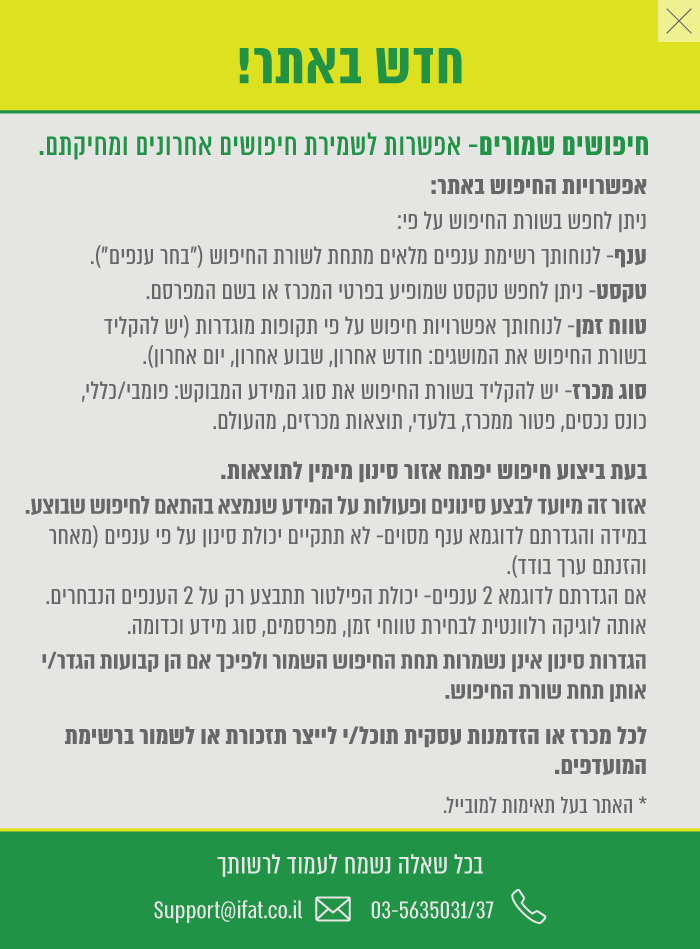 חדש באתר!
חיפושים שמורים- אפשרות לשמירת חיפושים אחרונים ומחיקתם.
אפשרויות החיפוש באתר:
ניתן לחפש בשורת החיפוש על פי:
ענף- לנוחותך רשימת ענפים מלאים מתחת לשורת החיפוש ("בחר ענפים").
טקסט- ניתן לחפש טקסט שמופיע בפרטי המכרז או בשם המפרסם.
טווח זמן- לנוחותך אפשרויות חיפוש על פי תקופות מוגדרות (יש להקליד
בשורת החיפוש את המושגים: חודש אחרון, שבוע אחרון, יום אחרון).
סוג מכרז- יש להקליד בשורת החיפוש את סוג המידע המבוקש: פומבי/כללי,
כונס נכסים, פטור ממכרז, בלעדי, תוצאות מכרזים, מהעולם.
בעת ביצוע חיפוש יפתח אזור סינון מימין לתוצאות.
אזור זה מיועד לבצע סינונים ופעולות על המידע שנמצא בהתאם לחיפוש שבוצע.
במידה והגדרתם לדוגמא ענף מסוים- לא תתקיים יכולת סינון על פי ענפים (מאחר
והזנתם ערך בודד).
אם הגדרתם לדוגמא 2 ענפים- יכולת הפילטור תתבצע רק על 2 הענפים הנבחרים.
אותה לוגיקה רלוונטית לבחירת טווחי זמן, מפרסמים, סוג מידע וכדומה.
הגדרות סינון אינן נשמרות תחת החיפוש השמור ולפיכך אם הן קבועות הגדר/י
אותן תחת שורת החיפוש.
לכל מכרז או הזדמנות עסקית תוכל/י לייצר תזכורת או לשמור ברשימת
המועדפים.
* האתר בעל תאימות למובייל.
בכל שאלה נשמח לעמוד לרשותך
03-5635031/37 Support@ifat.co.il